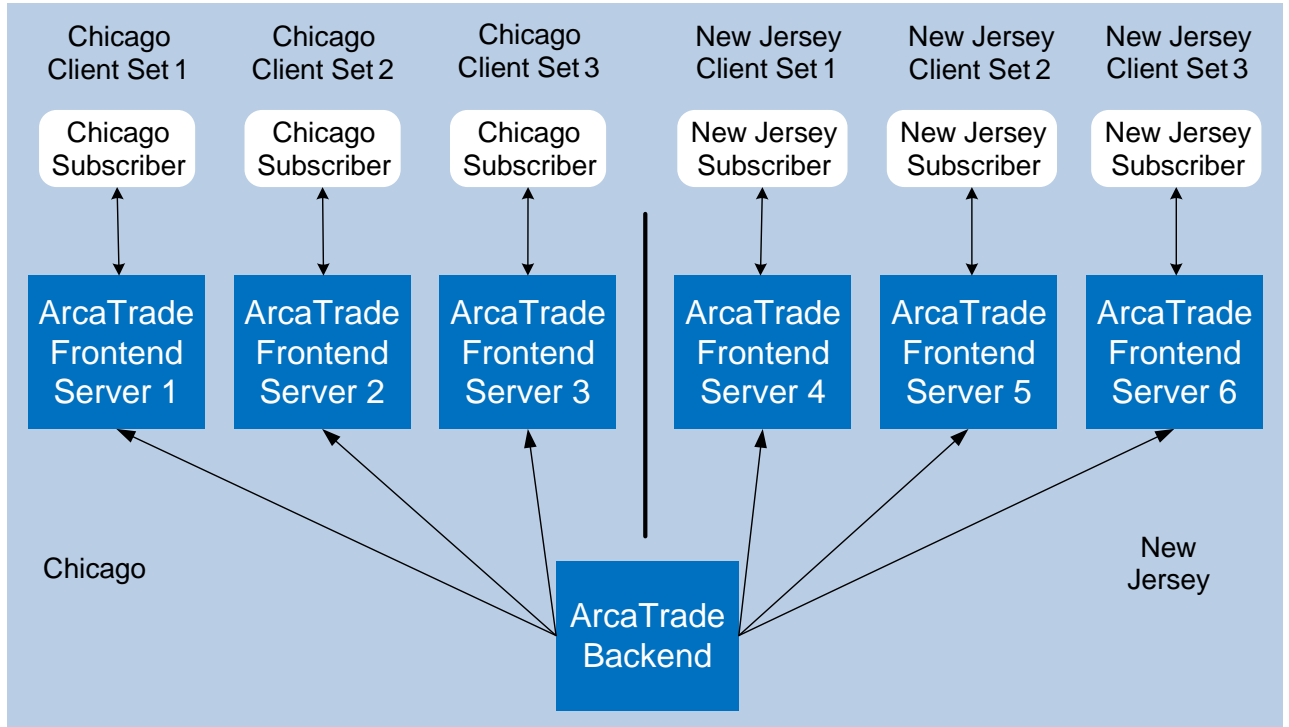 Chicago
Client Set 1
Chicago
Client Set 2
Chicago
Client Set 3
New Jersey
Client Set 1
New Jersey
Client Set 2
New Jersey
Client Set 3
Chicago
Subscriber
Chicago
Subscriber
Chicago
Subscriber
New Jersey
Subscriber
New Jersey
Subscriber
New Jersey
Subscriber
ArcaTrade
Frontend
Server 1
ArcaTrade
Frontend
Server 2
ArcaTrade
Frontend
Server 3
ArcaTrade
Frontend
Server 4
ArcaTrade
Frontend
Server 5
ArcaTrade
Frontend
Server 6
Chicago
New
Jersey
ArcaTrade
Backend